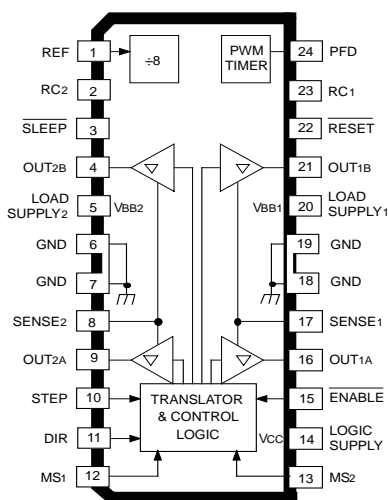 REF 1 ÷8 PWM TIMER 24 PFD
RC2 2 23 RC1
SLEEP 3 22 RESET
OUT2B 4 21 OUT1B
LOAD SUPPLY2 5 VBB2 VBB1 20 LOAD SUPPLY1
GND 6 19 GND
GND 7 18 GND
SENSE2 8 17 SENSE1
OUT2A 9 16 OUT1A
STEP 10 TRANSLATOR & CONTROL LOGIC 15 ENABLE
DIR 11 VCC 14 LOGIC SUPPLY
MS1 12 13 MS2